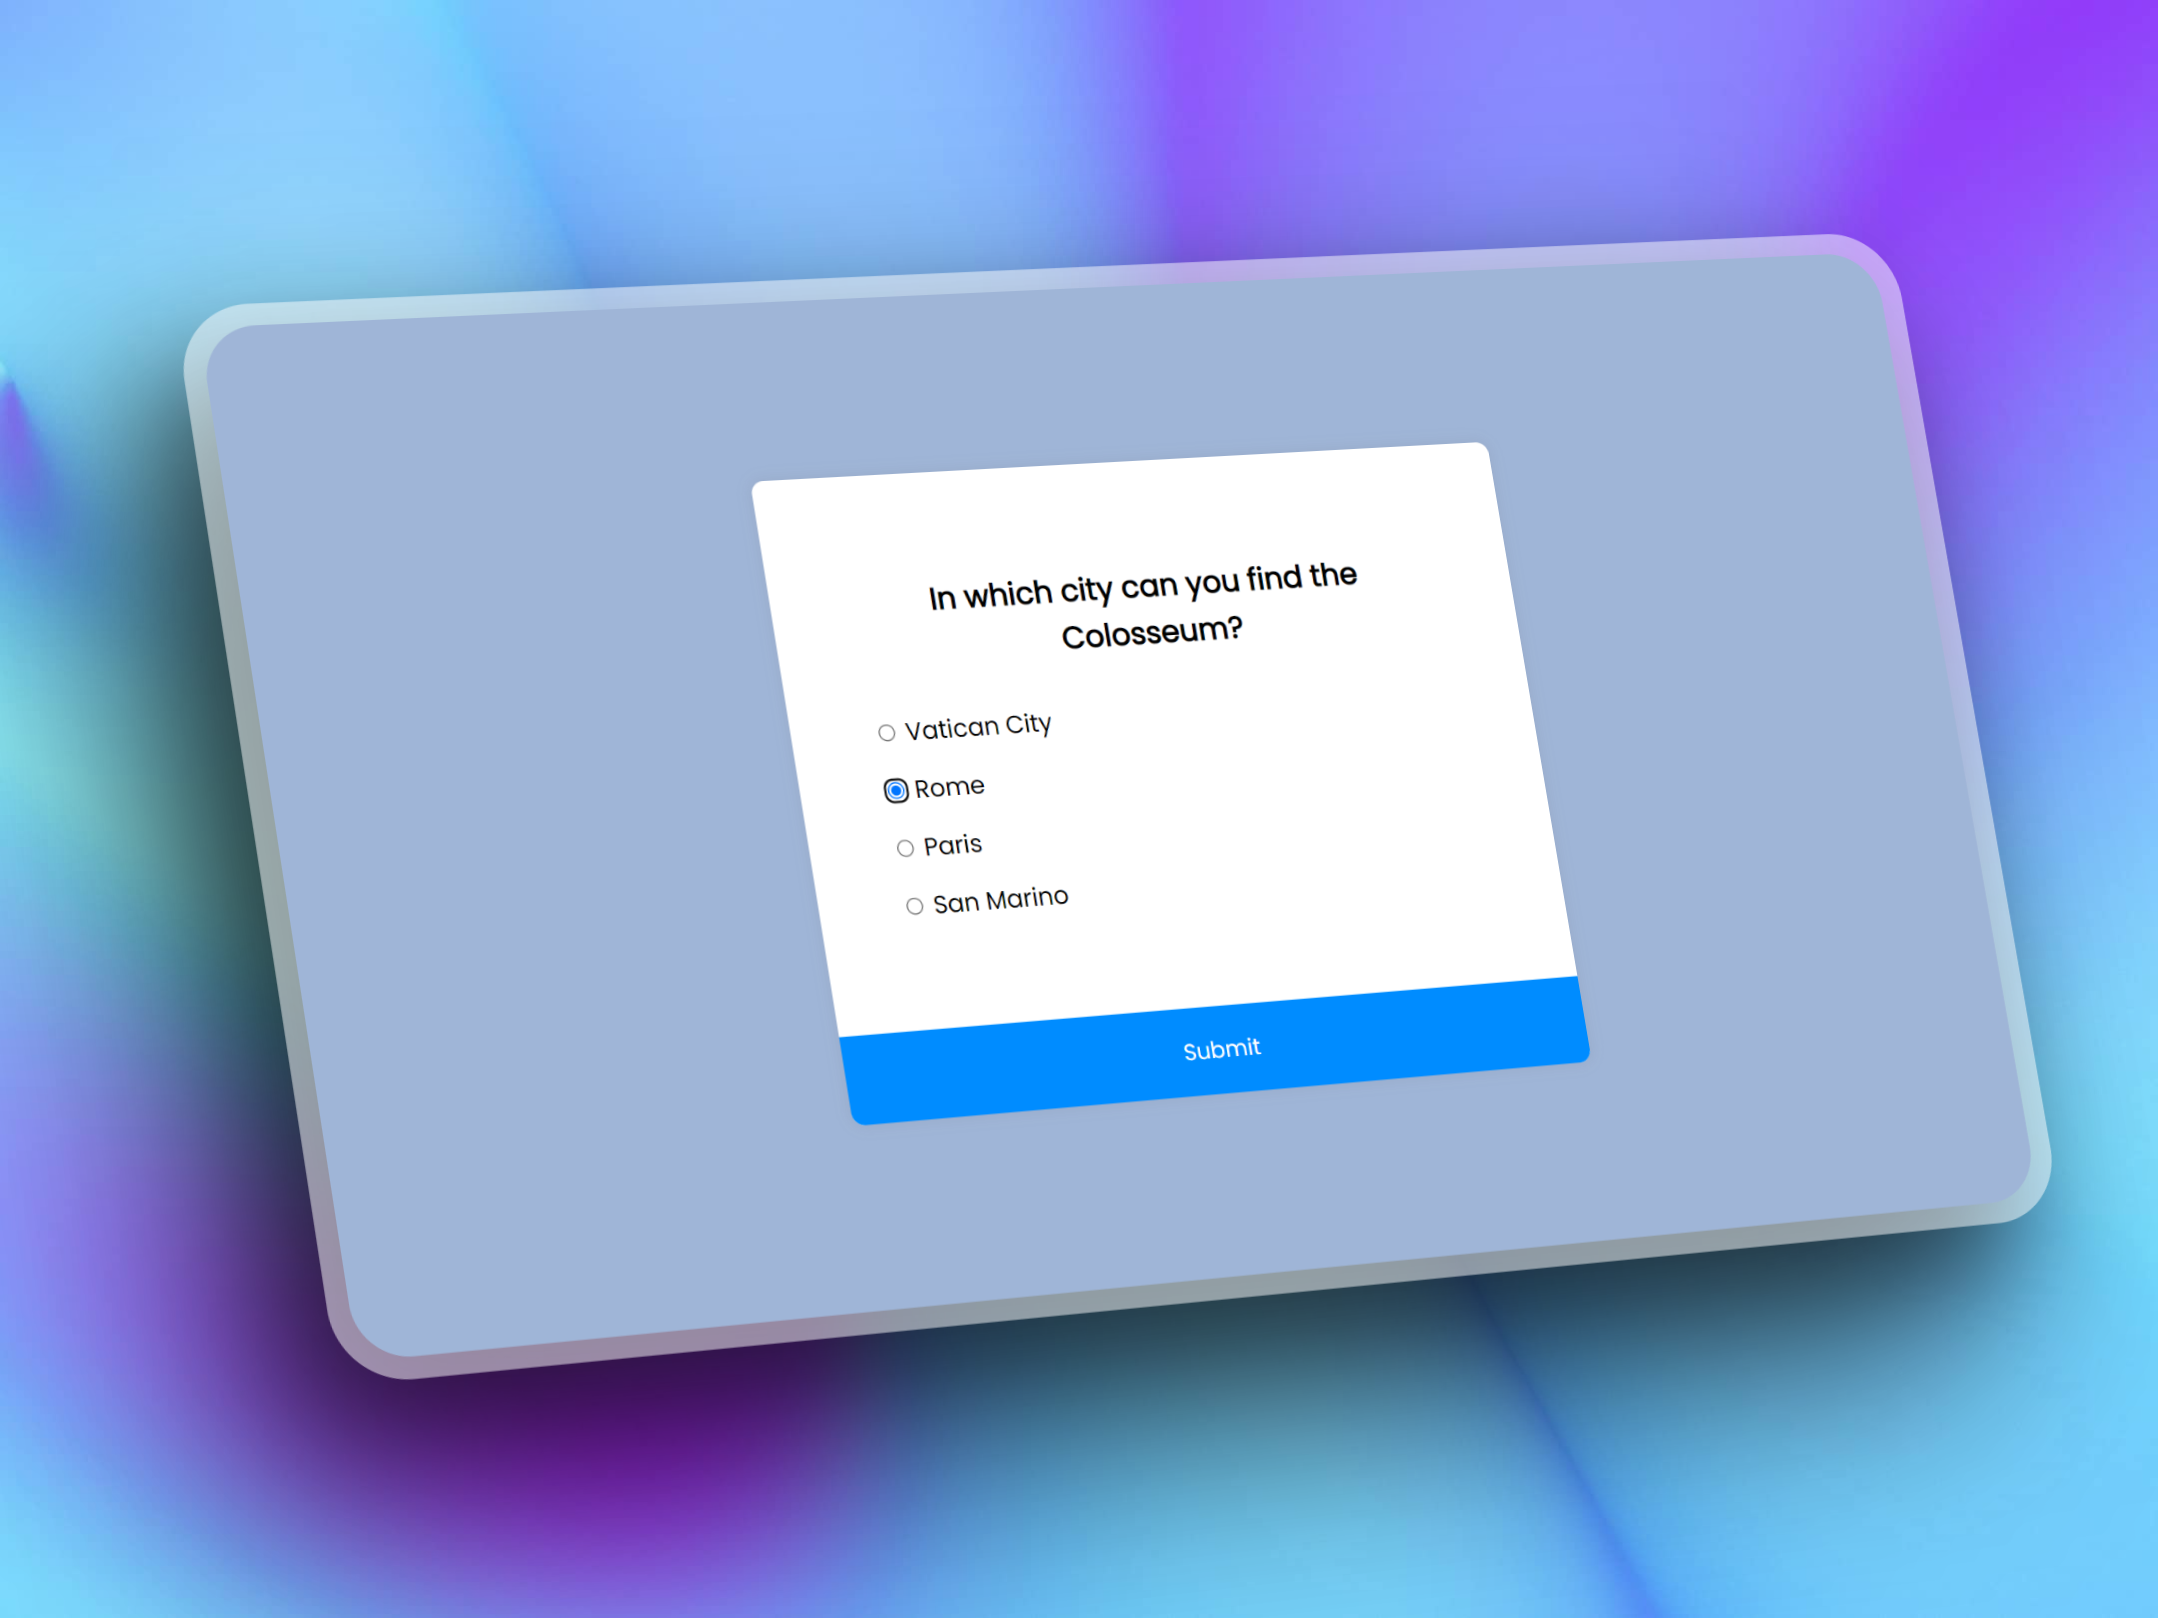 In which city can you find the
Colosseum?
Vatican City
Rome
Paris
San Marino
Submit